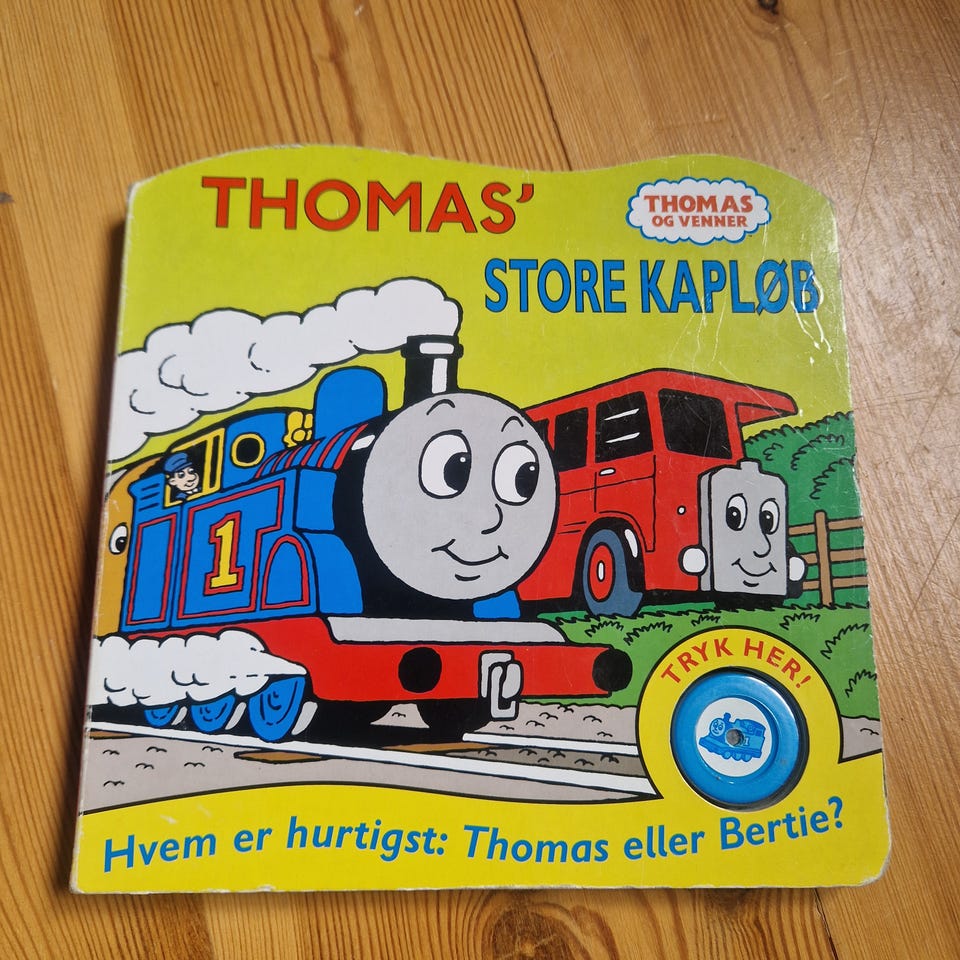 THOMAS'
THOMAS
OG VENNER
STORE KAPLØB
1
TRYK HER!
Hvem er hurtigst: Thomas eller Bertie?